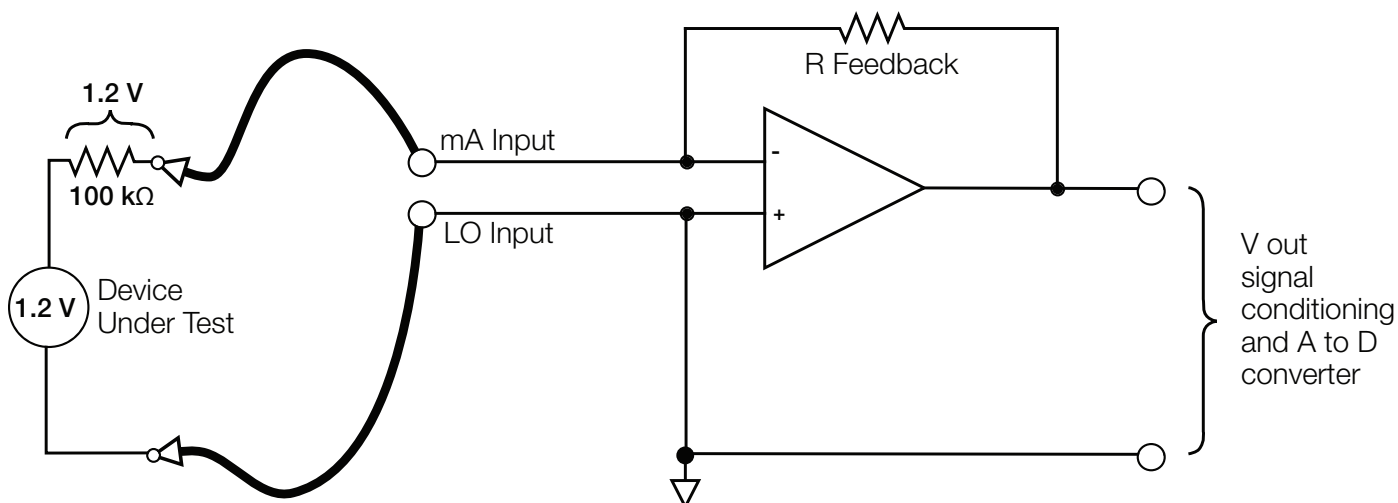 R Feedback
1.2 V
100 kΩ
mA Input
LO Input
-
+
1.2 V
Device
Under Test
V out
signal
conditioning
and A to D
converter